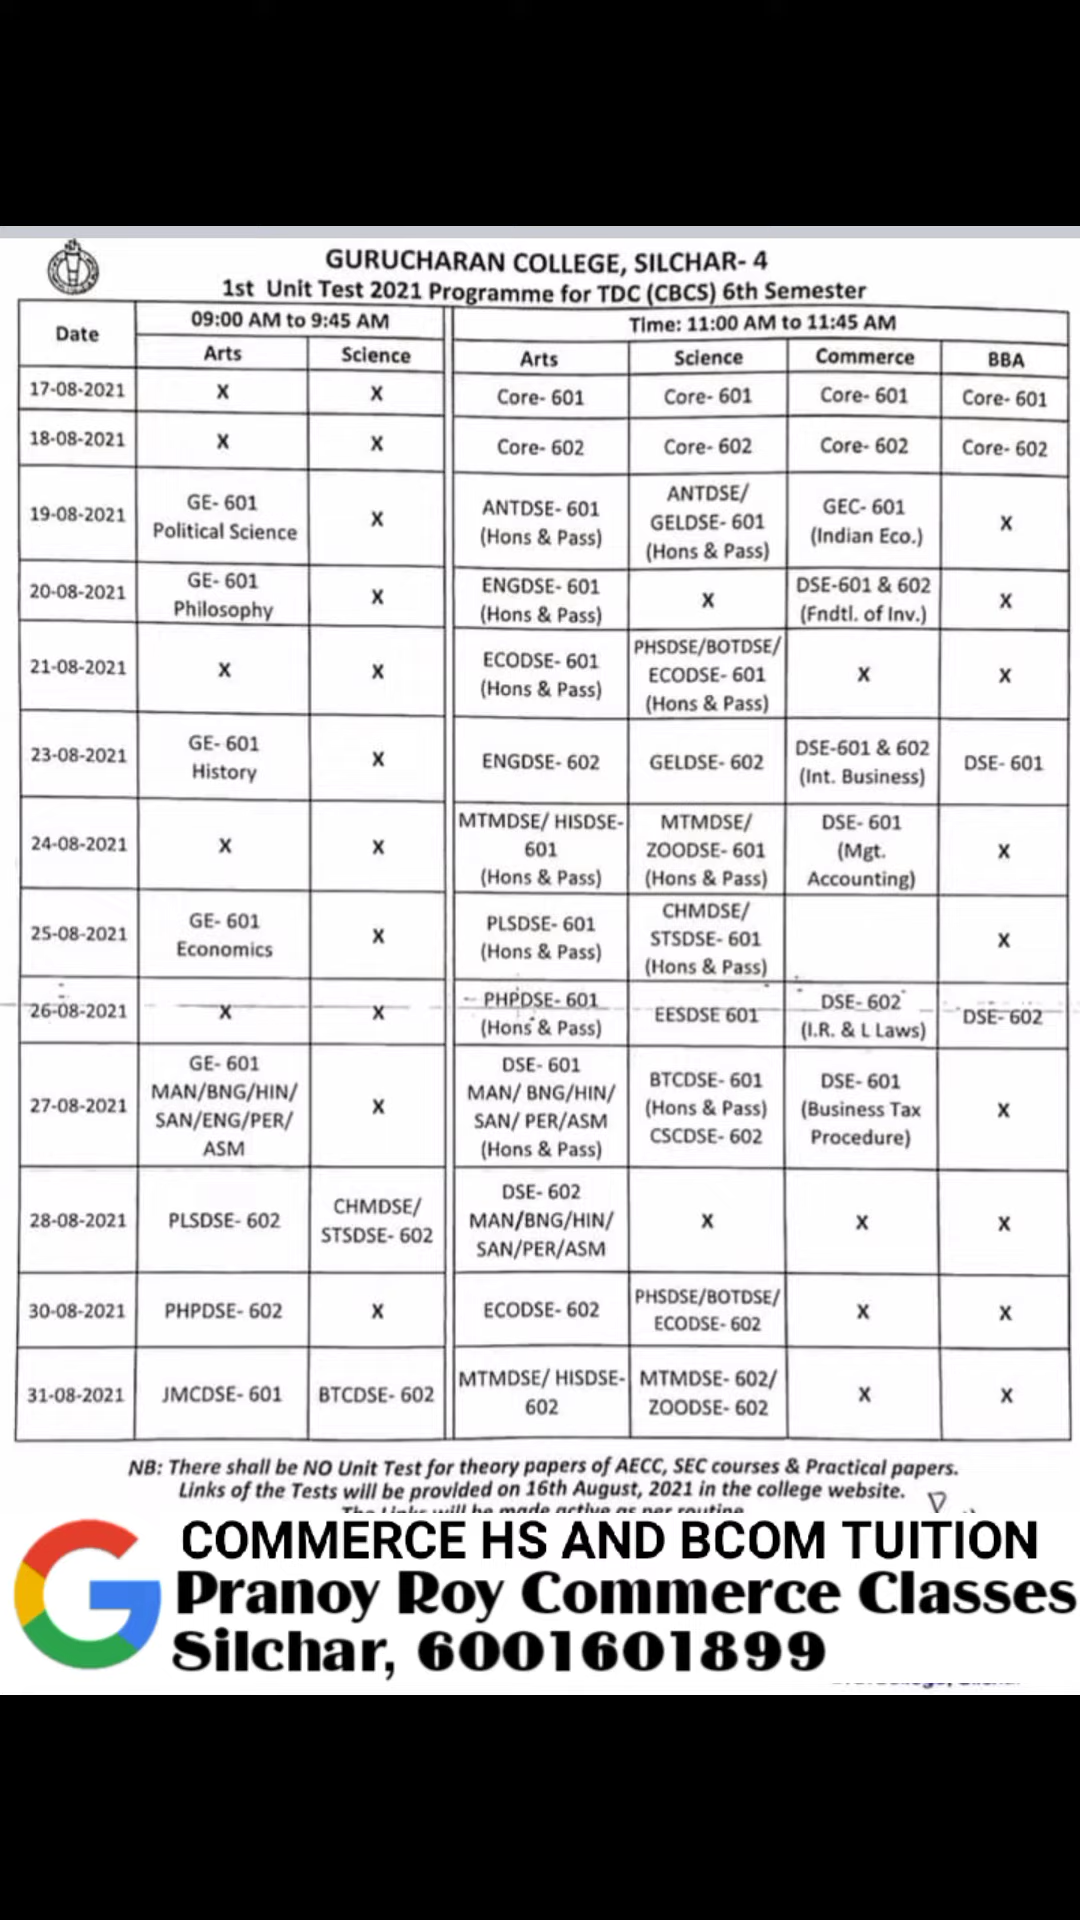 GURUCHARAN COLLEGE, SILCHAR- 4
1st Unit Test 2021 Programme for TDC (CBCS) 6th Semester
Date
09:00 AM to 9:45 AM
Time: 11:00 AM to 11:45 AM
Arts
Science
Arts
Science
Commerce
BBA
17-08-2021
X
X
Core- 601
Core- 601
Core- 601
Core- 601
18-08-2021
X
X
Core- 602
Core- 602
Core- 602
Core- 602
19-08-2021
GE- 601
Political Science
X
ANTDSE- 601
(Hons & Pass)
ANTDSE/
GELDSE- 601
(Hons & Pass)
GEC- 601
(Indian Eco.)
X
20-08-2021
GE- 601
Philosophy
X
ENGDSE- 601
(Hons & Pass)
X
DSE-601 & 602
(Fndtl. of Inv.)
X
21-08-2021
X
X
ECODSE- 601
(Hons & Pass)
PHSDSE/BOTDSE/
ECODSE- 601
(Hons & Pass)
X
X
23-08-2021
GE- 601
History
X
ENGDSE- 602
GELDSE- 602
DSE-601 & 602
(Int. Business)
DSE- 601
24-08-2021
X
X
MTMDSE/ HISDSE-
601
(Hons & Pass)
MTMDSE/
ZOODSE- 601
(Hons & Pass)
DSE- 601
(Mgt.
Accounting)
X
25-08-2021
GE- 601
Economics
X
PLSDSE- 601
(Hons & Pass)
CHMDSE/
STSDSE- 601
(Hons & Pass)
X
26-08-2021
X
X
PHPDSE- 601
(Hons & Pass)
EESDSE 601
DSE- 602
(I.R. & L Laws)
DSE- 602
27-08-2021
GE- 601
MAN/BNG/HIN/
SAN/ENG/PER/
ASM
X
DSE- 601
MAN/ BNG/HIN/
SAN/ PER/ASM
(Hons & Pass)
BTCDSE- 601
(Hons & Pass)
CSCDSE- 602
DSE- 601
(Business Tax
Procedure)
X
28-08-2021
PLSDSE- 602
CHMDSE/
STSDSE- 602
DSE- 602
MAN/BNG/HIN/
SAN/PER/ASM
X
X
X
30-08-2021
PHPDSE- 602
X
ECODSE- 602
PHSDSE/BOTDSE/
ECODSE- 602
X
X
31-08-2021
JMCDSE- 601
BTCDSE- 602
MTMDSE/ HISDSE-
602
MTMDSE- 602/
ZOODSE- 602
X
X
NB: There shall be NO Unit Test for theory papers of AECC, SEC courses & Practical papers.
Links of the Tests will be provided on 16th August, 2021 in the college website.
The Links will be made active as per routine
COMMERCE HS AND BCOM TUITION
Pranoy Roy Commerce Classes
Silchar, 6001601899